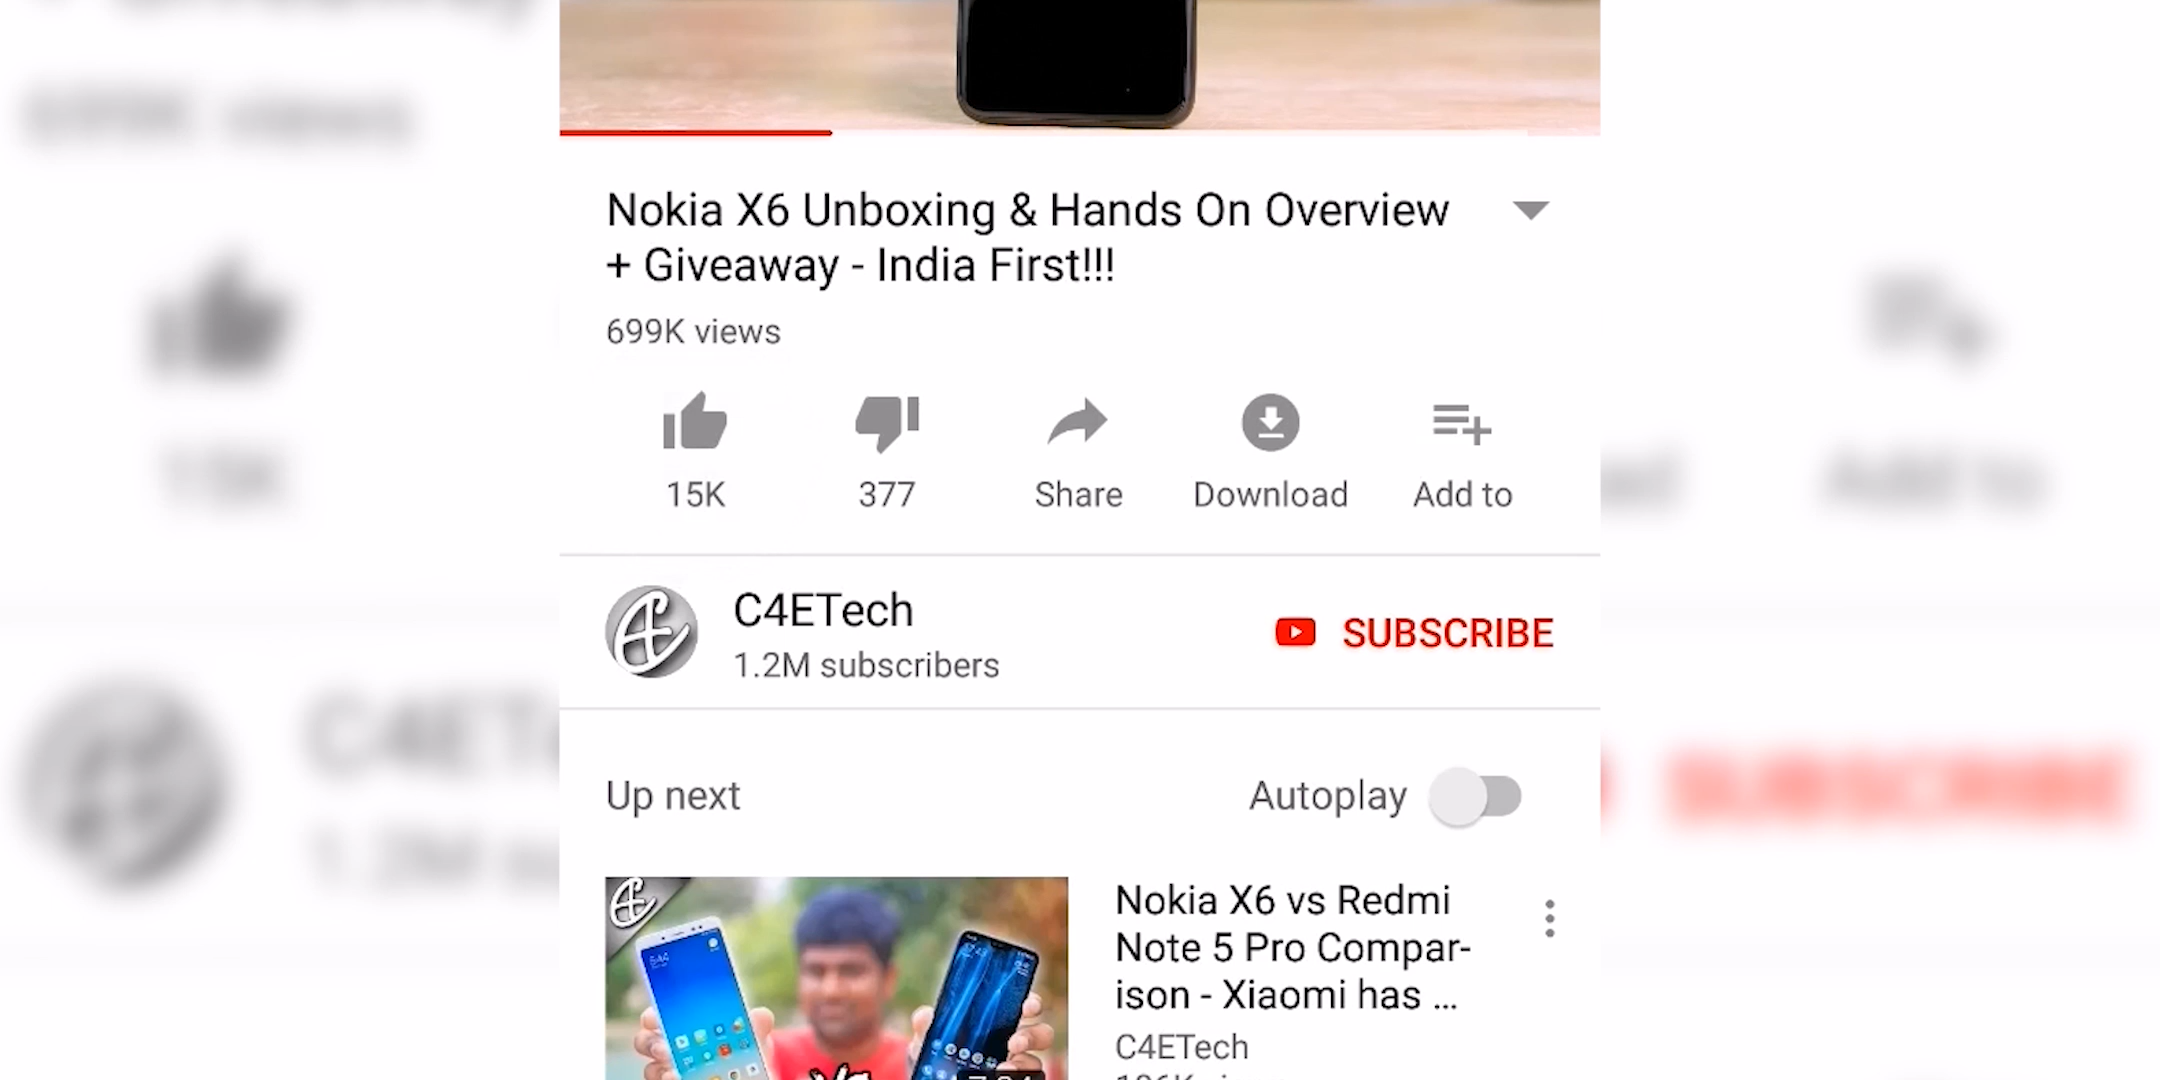 Nokia X6 Unboxing & Hands On Overview
+ Giveaway - India First!!!
699K views
15K
377
Share
Download
Add to
C4ETech
1.2M subscribers
SUBSCRIBE
Up next
Autoplay
Nokia X6 vs Redmi
Note 5 Pro Compar-
ison - Xiaomi has ...
C4ETech